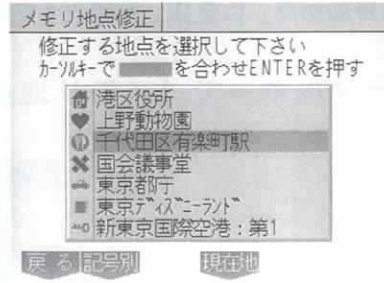 メモリ地点修正
修正する地点を選択して下さい
カーソルキーで を合わせENTERを押す
港区役所
上野動物園
千代田区有楽町駅
国会議事堂
東京都庁
東京ディズニーランド
新東京国際空港:第1
戻る 記号別 現在地